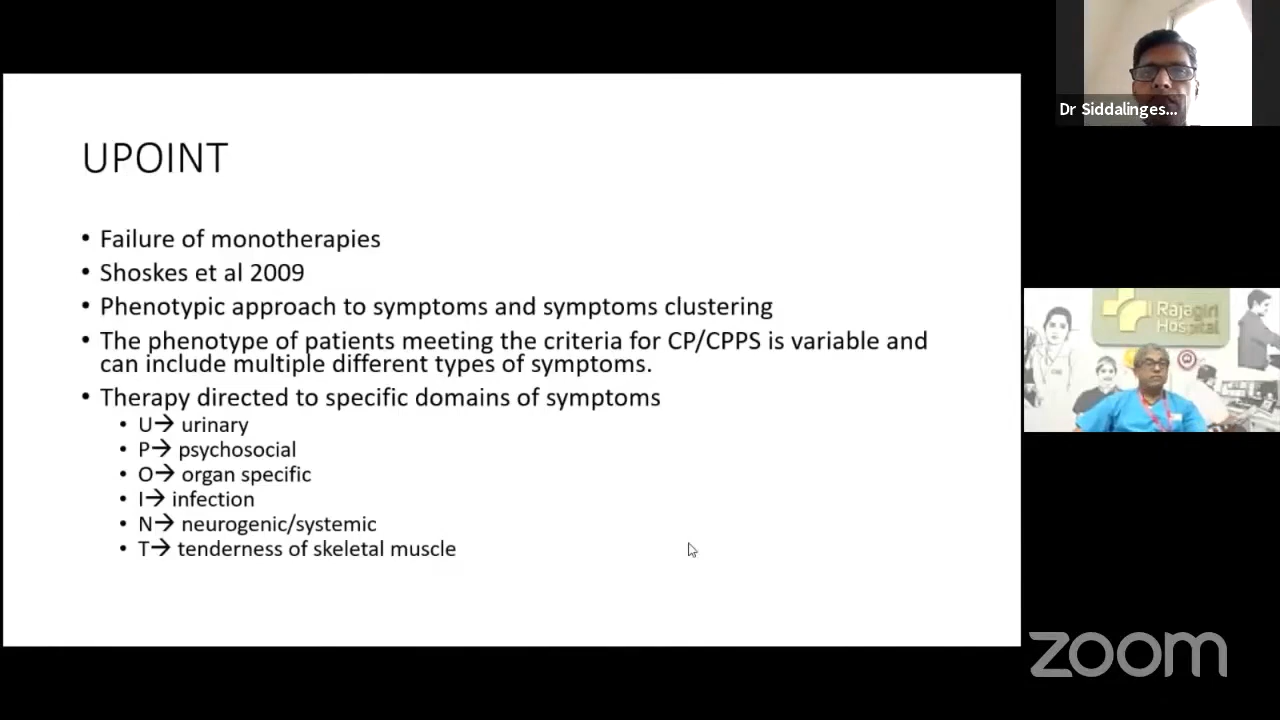 UPOINT
• Failure of monotherapies
• Shoskes et al 2009
• Phenotypic approach to symptoms and symptoms clustering
• The phenotype of patients meeting the criteria for CP/CPPS is variable and
can include multiple different types of symptoms.
• Therapy directed to specific domains of symptoms
• U→ urinary
• P→ psychosocial
• O→ organ specific
• I→ infection
• N→ neurogenic/systemic
• T→ tenderness of skeletal muscle
Dr Siddalinges...
Rajagiri
Hospital
zoom